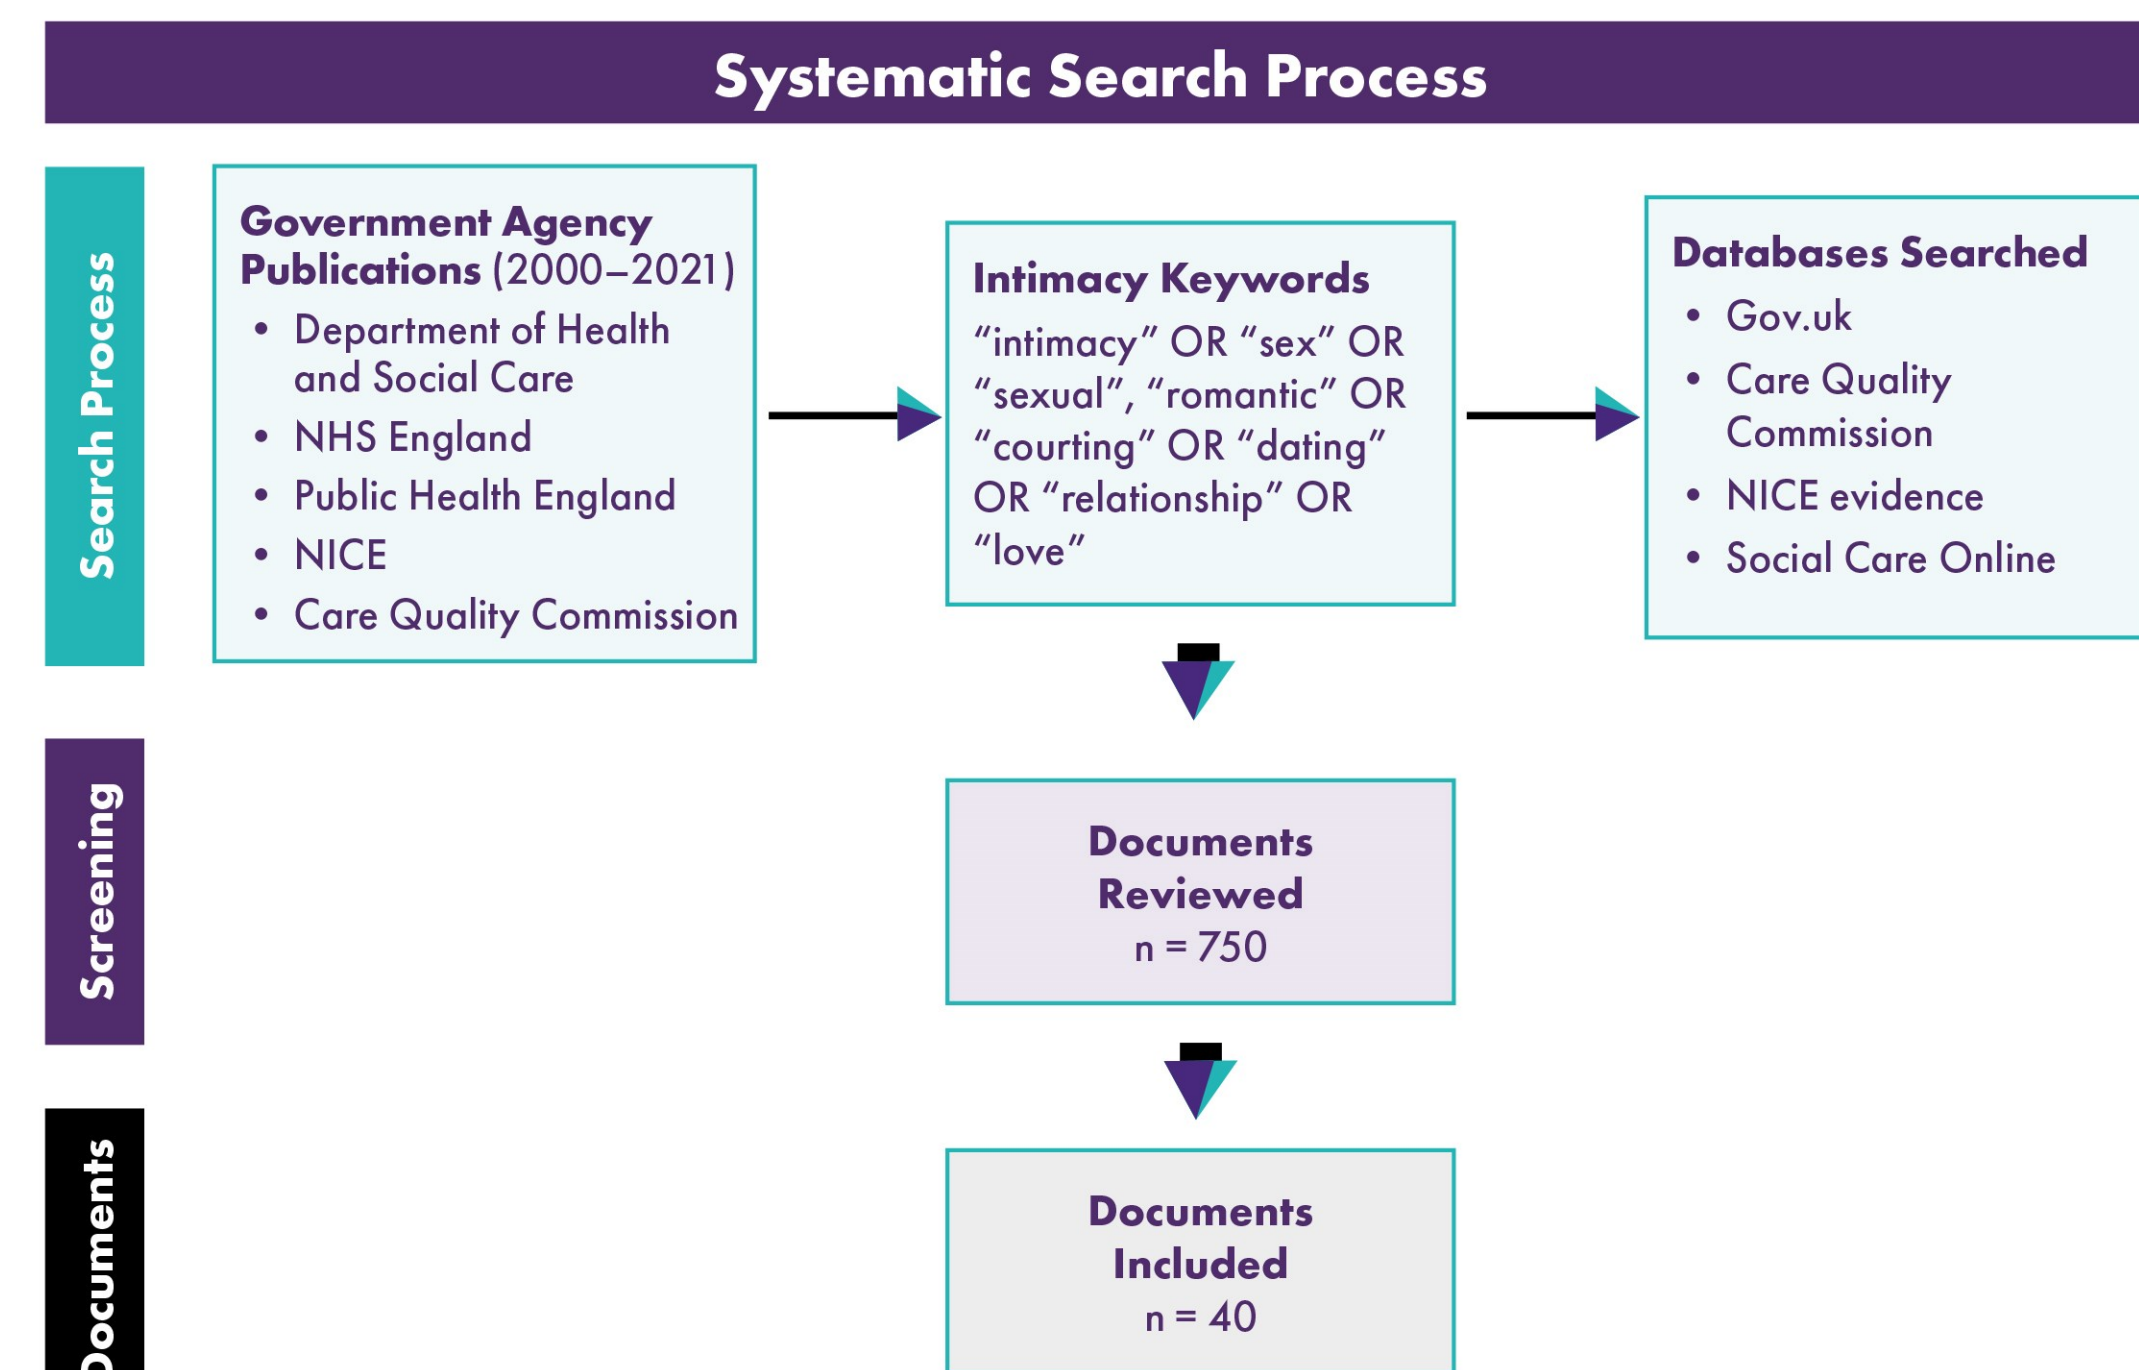 Systematic Search Process
Search Process
Government Agency
Publications (2000–2021)
• Department of Health
and Social Care
• NHS England
• Public Health England
• NICE
• Care Quality Commission
Intimacy Keywords
“intimacy” OR “sex” OR
“sexual”, “romantic” OR
“courting” OR “dating”
OR “relationship” OR
“love”
Databases Searched
• Gov.uk
• Care Quality
Commission
• NICE evidence
• Social Care Online
Screening
Documents
Reviewed
n = 750
Documents
Documents
Included
n = 40